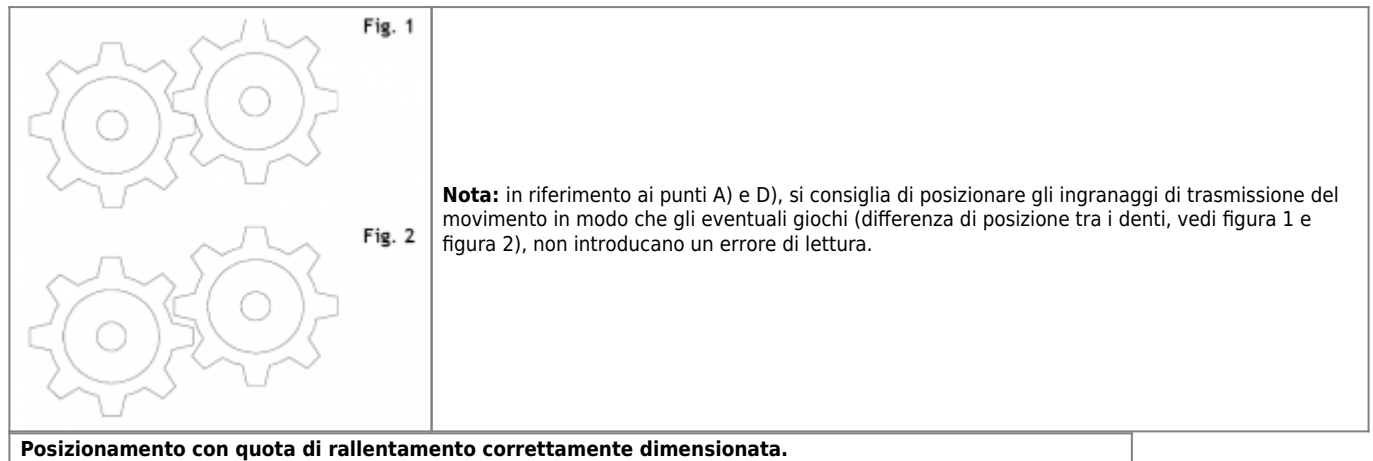 Fig. 1
Nota: in riferimento ai punti A) e D), si consiglia di posizionare gli ingranaggi di trasmissione del
movimento in modo che gli eventuali giochi (differenza di posizione tra i denti, vedi figura 1 e
figura 2), non introducano un errore di lettura.
Fig. 2
Posizionamento con quota di rallentamento correttamente dimensionata.